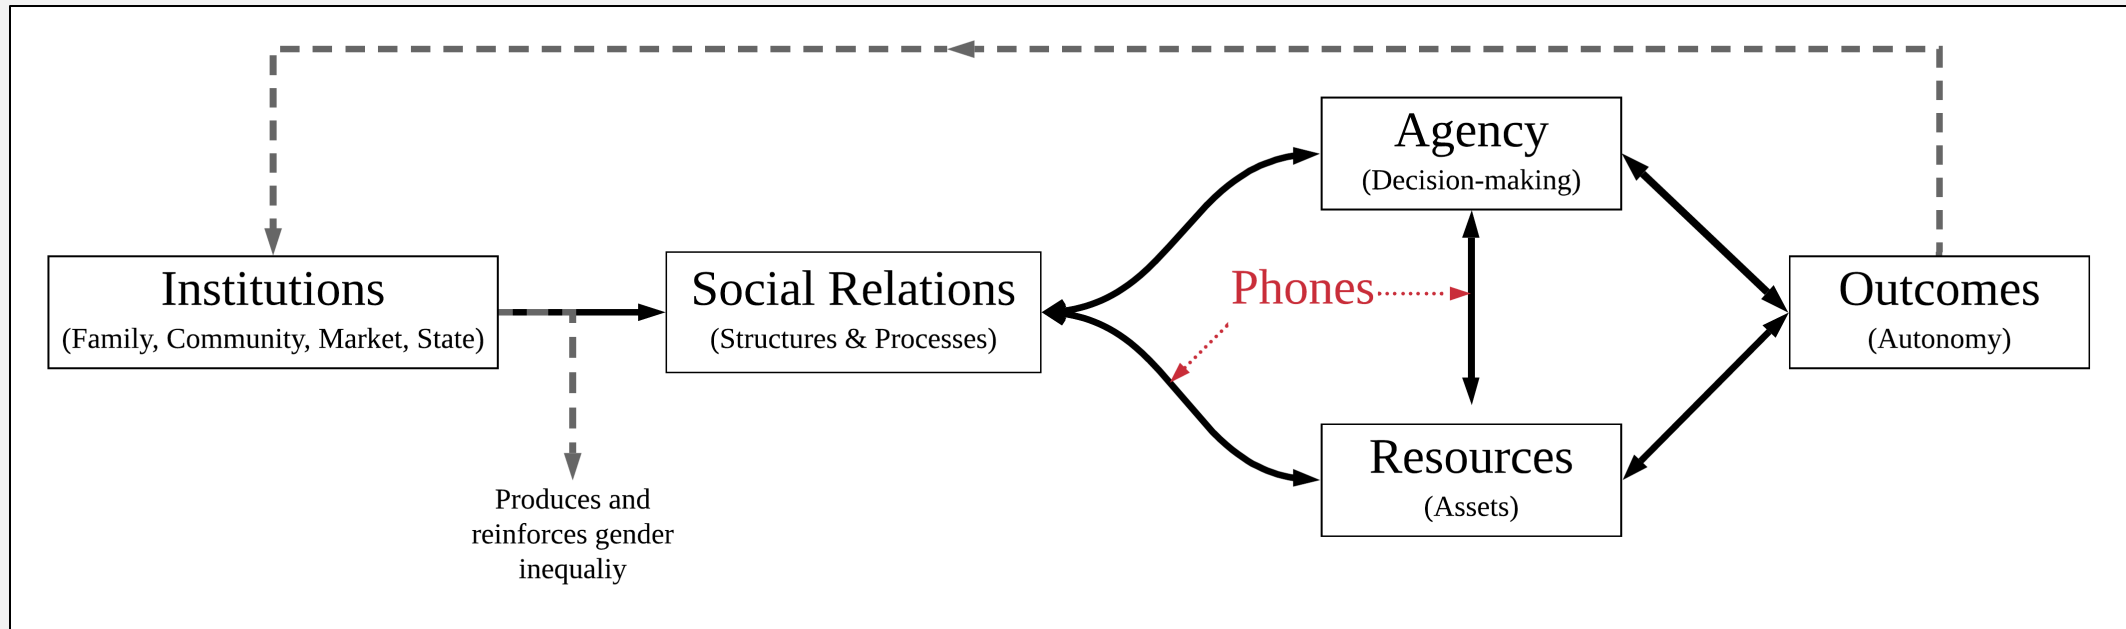 Agency
(Decision-making)
Institutions
(Family, Community, Market, State)
Social Relations
(Structures & Processes)
Phones
Outcomes
(Autonomy)
Resources
(Assets)
Produces and
reinforces gender
inequaliy